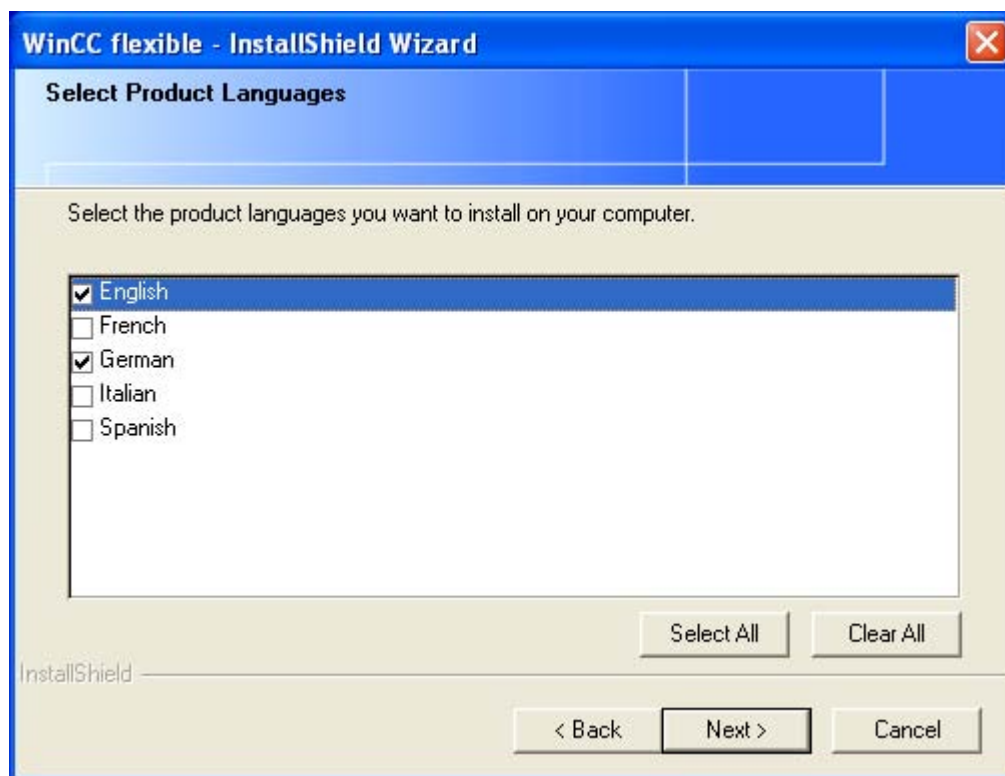 WinCC flexible - InstallShield Wizard
Select Product Languages
Select the product languages you want to install on your computer.
English
French
German
Italian
Spanish
Select All Clear All
InstallShield
< Back Next > Cancel